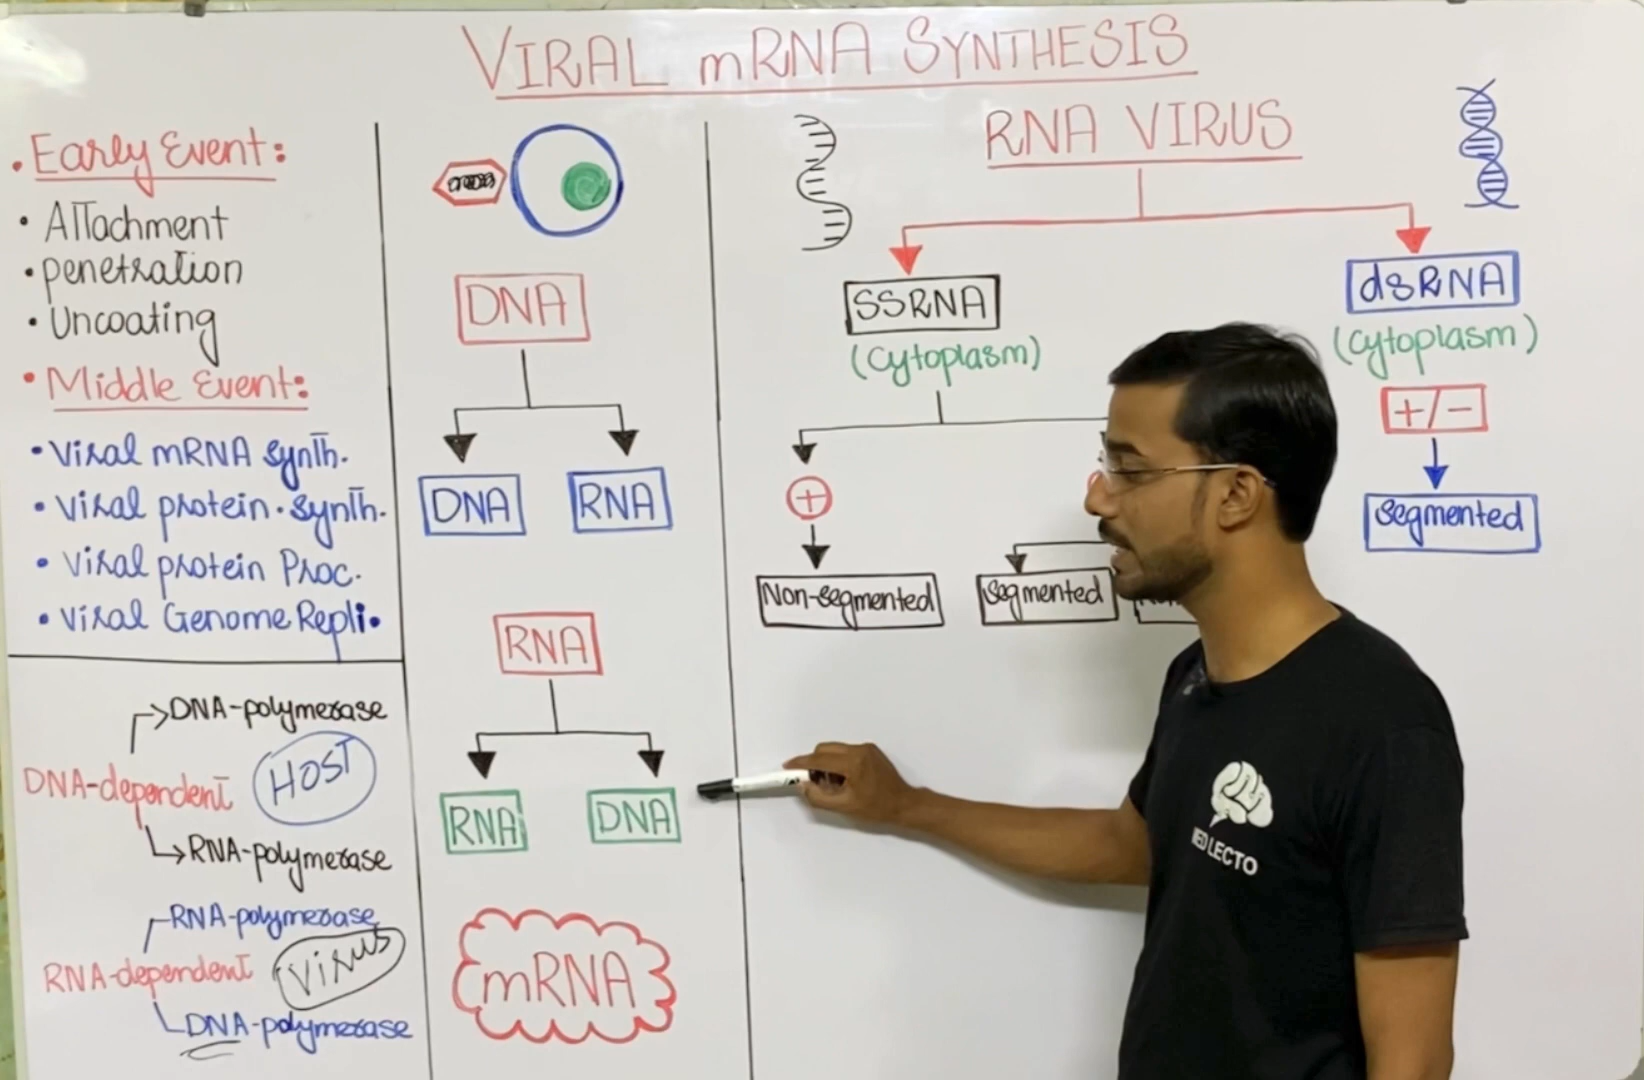 VIRAL mRNA SYNTHESIS
• Early Event:
• Attachment
• penetration
• Uncoating
• Middle Event:
• Viral mRNA Synth.
• Viral protein. Synth.
• Viral protein Proc.
• Viral Genome Repli.
DNA-polymerase
DNA-dependent
HOST
RNA-polymerase
RNA-polymerase
RNA-dependent
Virus
DNA-polymerase
DNA
DNA
RNA
RNA
RNA
DNA
mRNA
RNA VIRUS
SSRNA
(cytoplasm)
+
Non-segmented
Segmented
dsRNA
(cytoplasm)
+/-
Segmented
LECTO